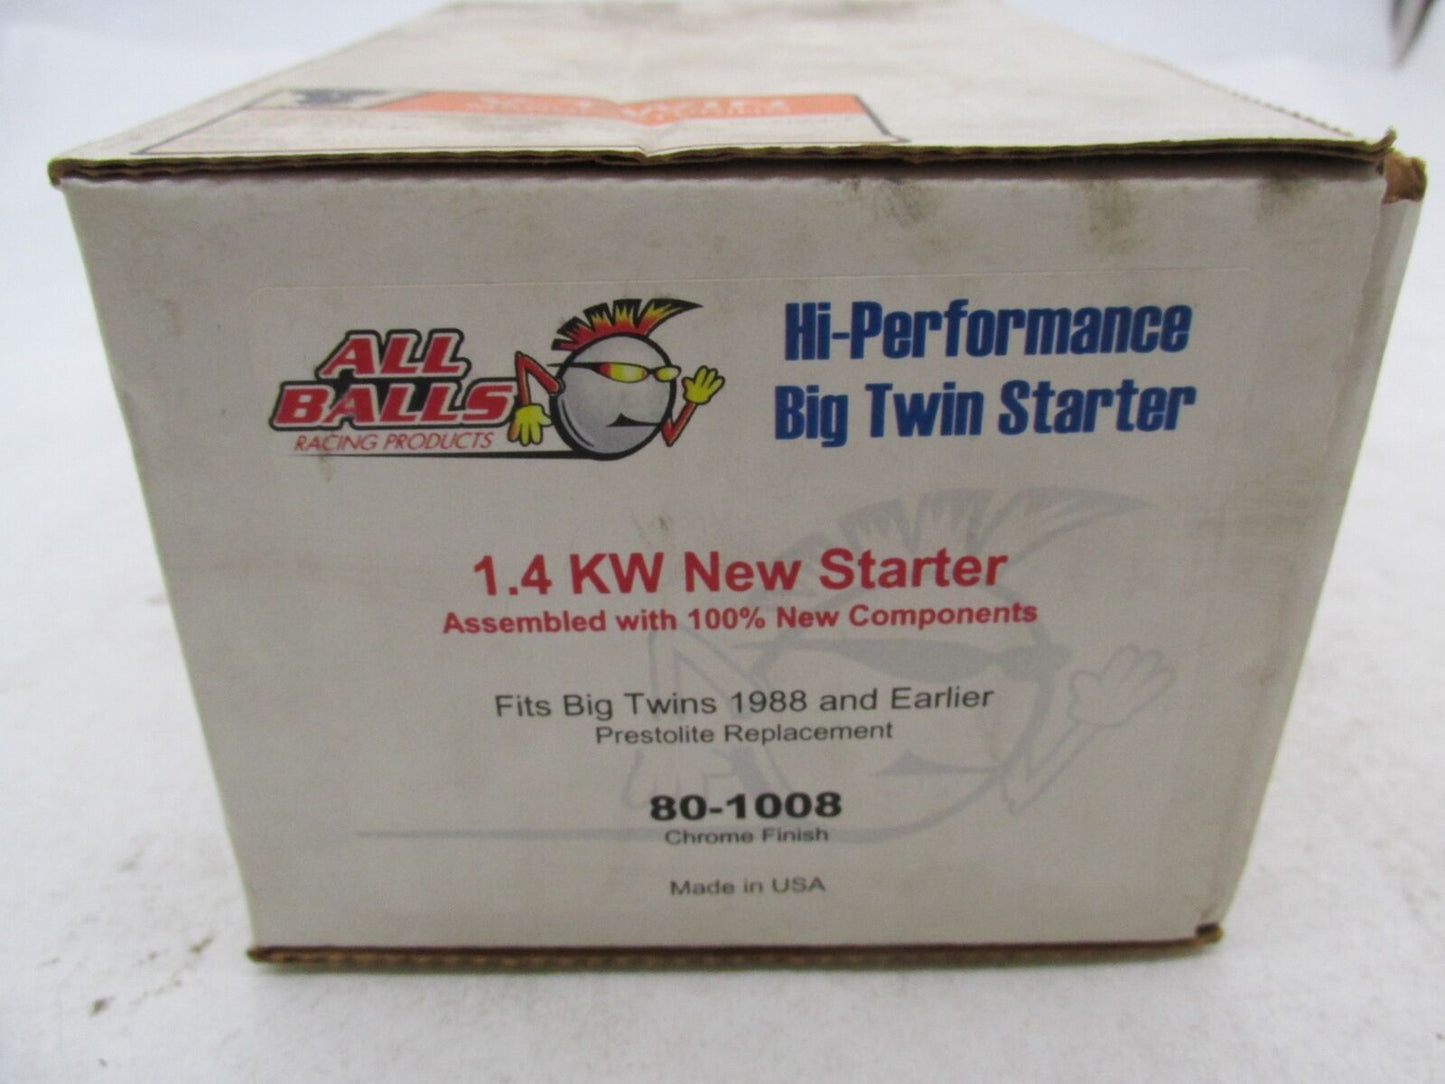 V-TWIN
ALL
BALLS
RACING PRODUCTS
Hi-Performance
Big Twin Starter
1.4 KW New Starter
Assembled with 100% New Components
Fits Big Twins 1988 and Earlier
Prestolite Replacement
80-1008
Chrome Finish
Made in USA